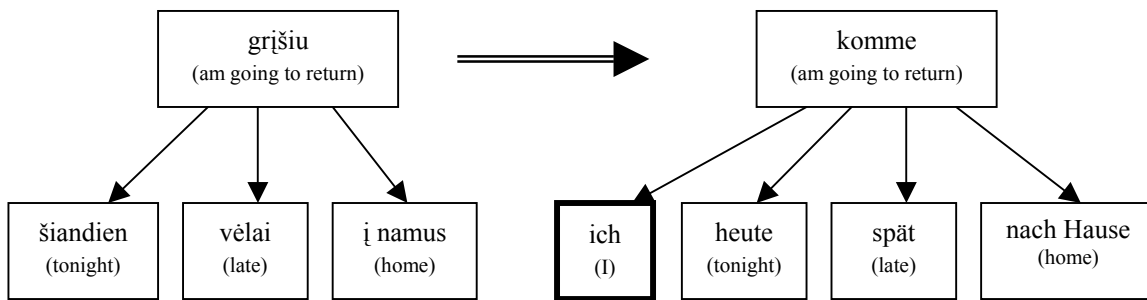 grįšiu
(am going to return)
komme
(am going to return)
šiandien
(tonight)
vėlai
(late)
į namus
(home)
ich
(I)
heute
(tonight)
spät
(late)
nach Hause
(home)